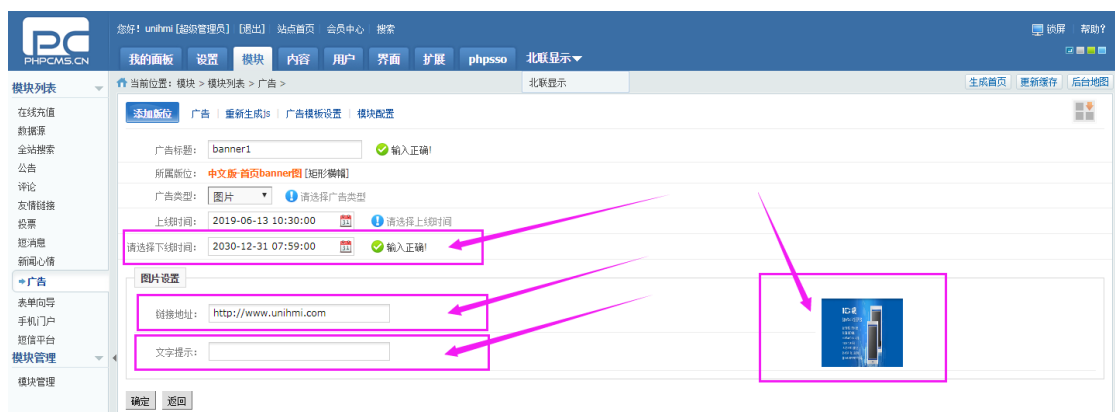 PC
PHPCMS.CN
您好！unihmi [超级管理员] [退出] 站点首页 会员中心 搜索
锁屏 帮助?
我的面板 设置 模块 内容 用户 界面 扩展 phpsso 北联显示▼
北联显示
模块列表
当前位置：模块 > 模块列表 > 广告 >
生成首页 更新缓存 后台地图
在线充值
数据源
全站搜索
公告
评论
友情链接
投票
短消息
新闻心情
广告
表单向导
手机门户
短信平台
模块管理
模块管理
添加版位 广告 重新生成js 广告模板设置 模块配置
广告标题： banner1 输入正确!
所属版位： 中文版-首页banner图 [矩形横幅]
广告类型： 图片 请选择广告类型
上线时间： 2019-06-13 10:30:00 请选择上线时间
请选择下线时间： 2030-12-31 07:59:00 输入正确!
图片设置
链接地址： http://www.unihmi.com
文字提示：
确定 返回